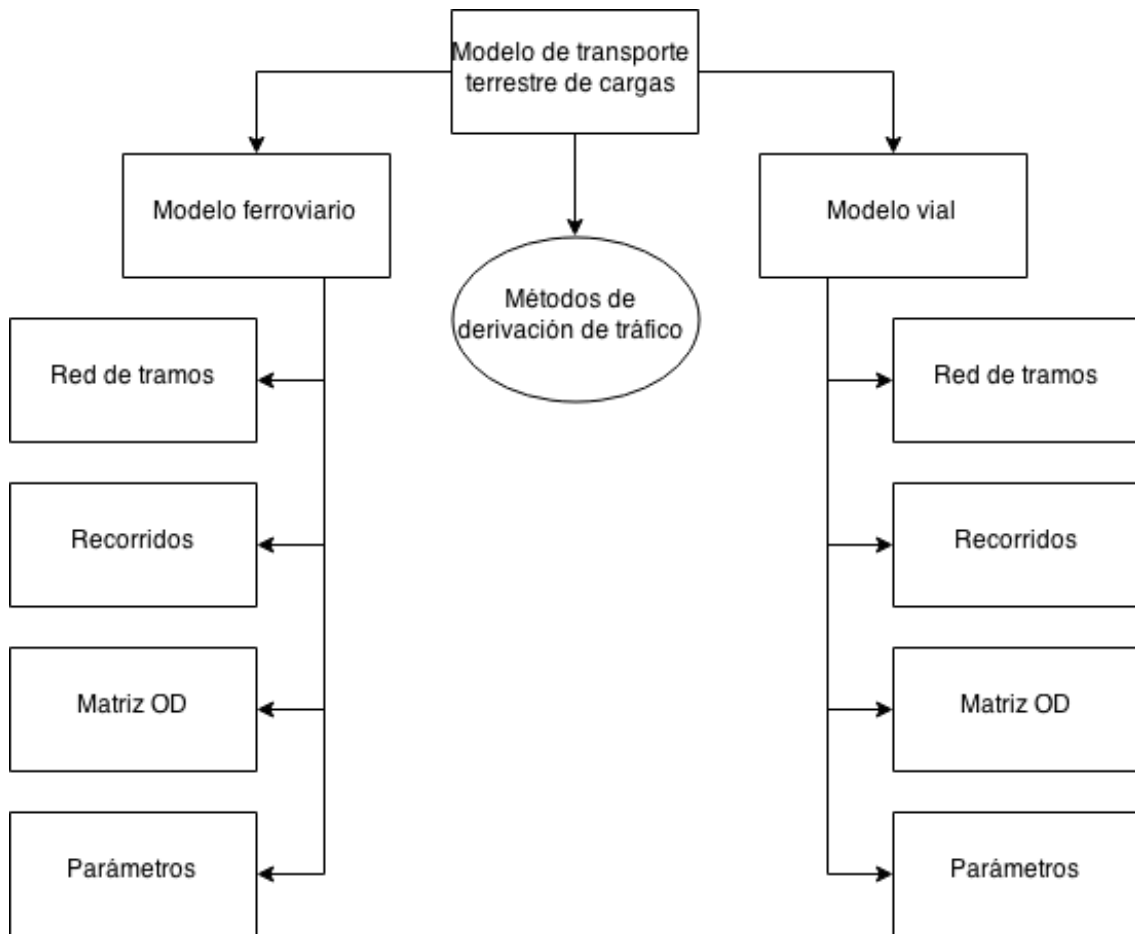 Modelo de transporte
terrestre de cargas
Modelo ferroviario
Modelo vial
Métodos de
derivación de tráfico
Red de tramos
Red de tramos
Recorridos
Recorridos
Matriz OD
Matriz OD
Parámetros
Parámetros